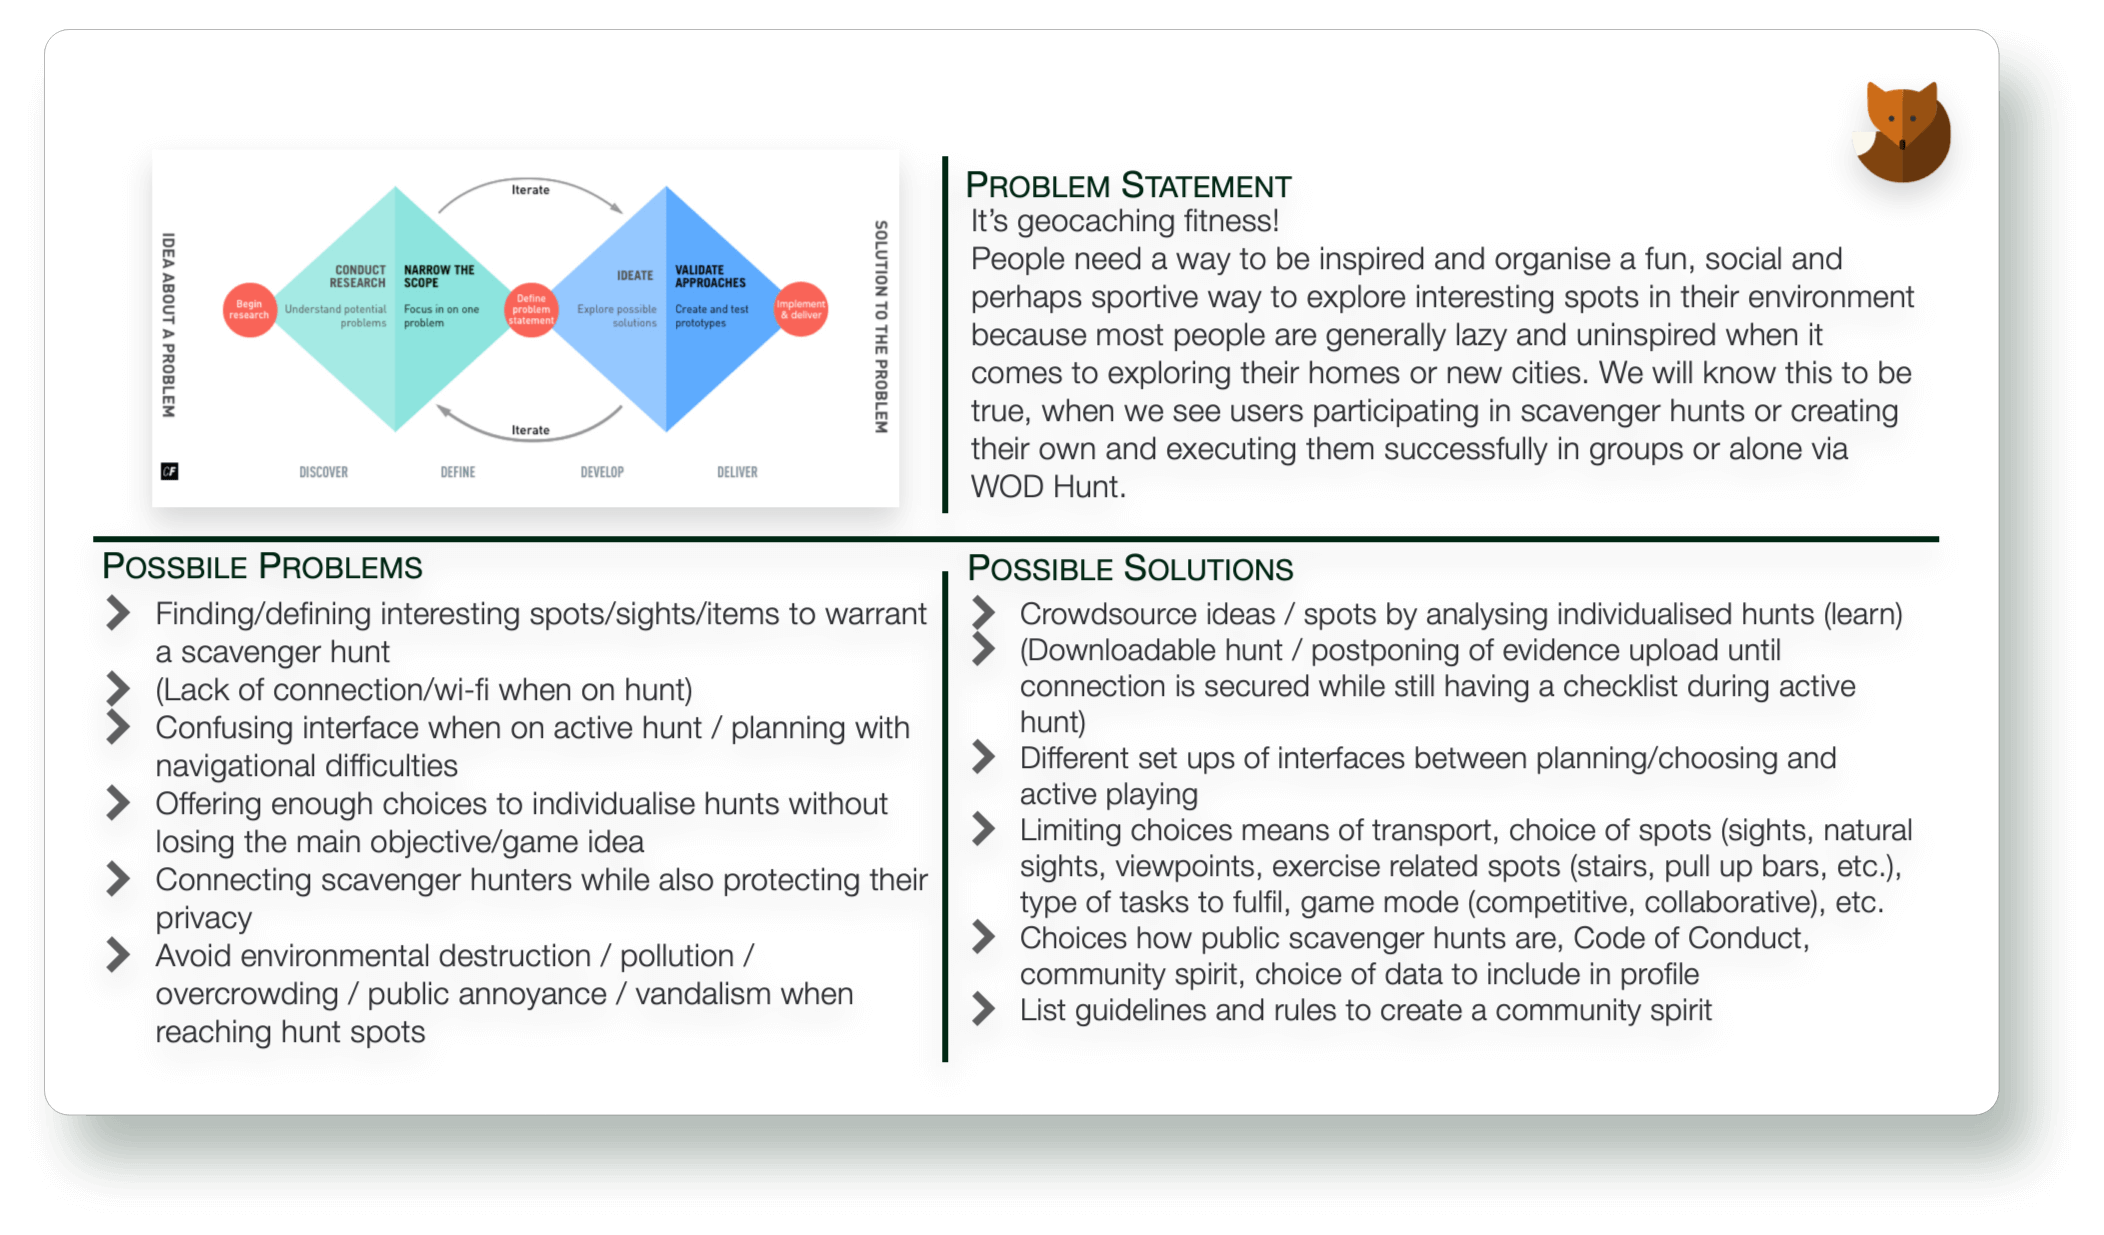 IDEA ABOUT A PROBLEM
Iterate
CONDUCT
RESEARCH
Understand potential
problems
NARROW THE
SCOPE
Focus in on one
problem
IDEATE
Explore possible
solutions
VALIDATE
APPROACHES
Create and test
prototypes
Begin
research
Define
problem
statement
Implement
& deliver
Iterate
SOLUTION TO THE PROBLEM
CF
DISCOVER
DEFINE
DEVELOP
DELIVER
PROBLEM STATEMENT
It’s geocaching fitness!
People need a way to be inspired and organise a fun, social and
perhaps sportive way to explore interesting spots in their environment
because most people are generally lazy and uninspired when it
comes to exploring their homes or new cities. We will know this to be
true, when we see users participating in scavenger hunts or creating
their own and executing them successfully in groups or alone via
WOD Hunt.
POSSBILE PROBLEMS
Finding/defining interesting spots/sights/items to warrant
a scavenger hunt
(Lack of connection/wi-fi when on hunt)
Confusing interface when on active hunt / planning with
navigational difficulties
Offering enough choices to individualise hunts without
losing the main objective/game idea
Connecting scavenger hunters while also protecting their
privacy
Avoid environmental destruction / pollution /
overcrowding / public annoyance / vandalism when
reaching hunt spots
POSSIBLE SOLUTIONS
Crowdsource ideas / spots by analysing individualised hunts (learn)
(Downloadable hunt / postponing of evidence upload until
connection is secured while still having a checklist during active
hunt)
Different set ups of interfaces between planning/choosing and
active playing
Limiting choices means of transport, choice of spots (sights, natural
sights, viewpoints, exercise related spots (stairs, pull up bars, etc.),
type of tasks to fulfil, game mode (competitive, collaborative), etc.
Choices how public scavenger hunts are, Code of Conduct,
community spirit, choice of data to include in profile
List guidelines and rules to create a community spirit